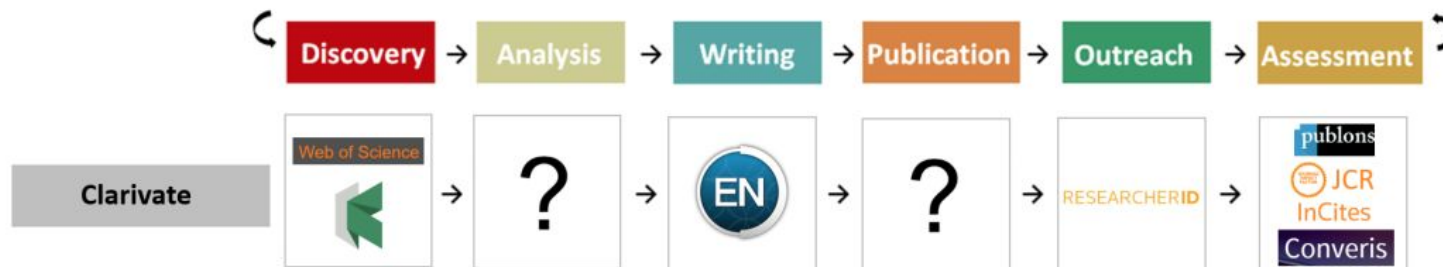 Discovery → Analysis → Writing → Publication → Outreach → Assessment
Clarivate
Web of Science
→ ? → EN → ? → RESEARCHERID →
publons
JCR
InCites
Converis